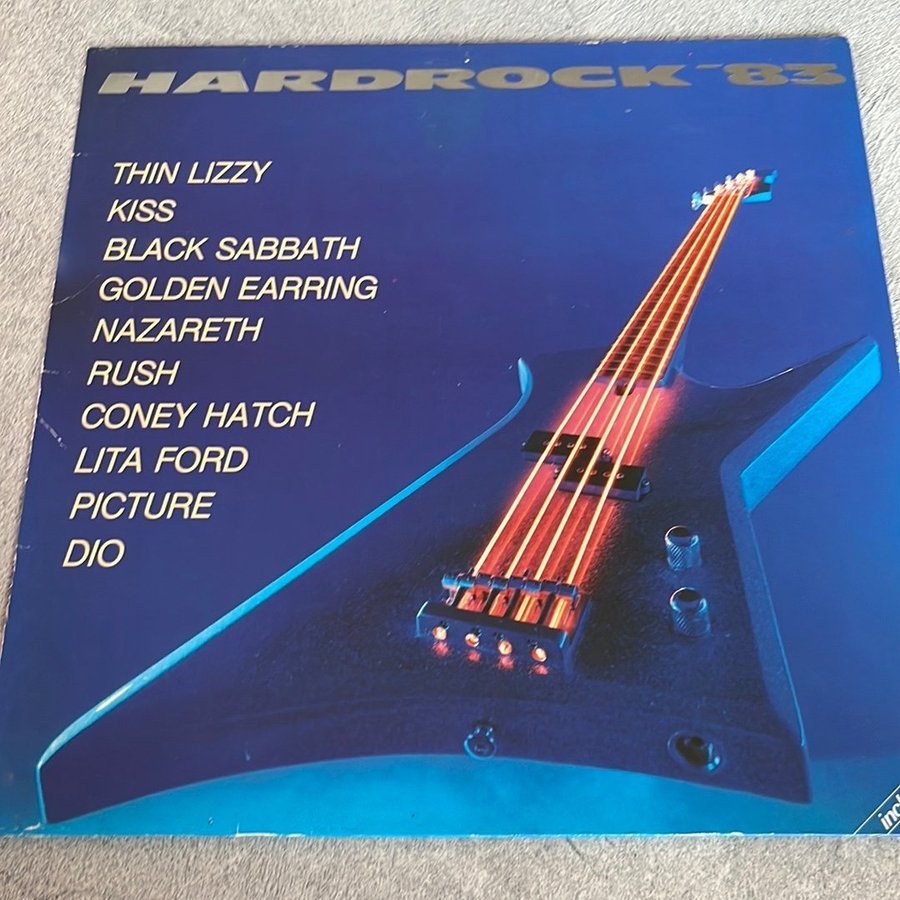 HARDROCK '83
THIN LIZZY
KISS
BLACK SABBATH
GOLDEN EARRING
NAZARETH
RUSH
CONEY HATCH
LITA FORD
PICTURE
DIO